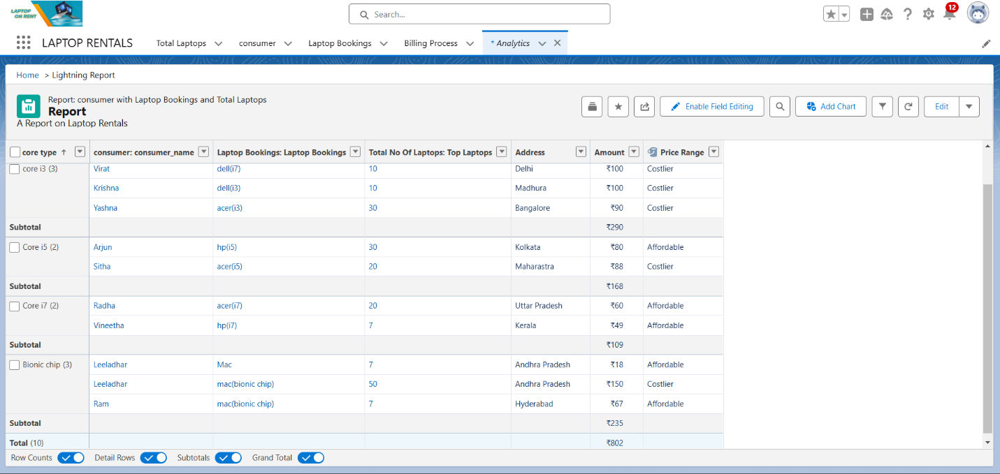 LAPTOP
ON RENT
Search...
12
LAPTOP RENTALS
Total Laptops
consumer
Laptop Bookings
Billing Process
* Analytics
Home > Lightning Report
Report: consumer with Laptop Bookings and Total Laptops
Report
A Report on Laptop Rentals
Enable Field Editing
Add Chart
Edit
core type ↑ consumer: consumer_name Laptop Bookings: Laptop Bookings Total No Of Laptops: Top Laptops Address Amount Price Range
core i3 (3) Virat dell(i7) 10 Delhi ₹100 Costlier
Krishna dell(i3) 10 Madhura ₹100 Costlier
Yashna acer(i3) 30 Bangalore ₹90 Costlier
Subtotal ₹290
Core i5 (2) Arjun hp(i5) 30 Kolkata ₹80 Affordable
Sitha acer(i5) 20 Maharastra ₹88 Costlier
Subtotal ₹168
Core i7 (2) Radha acer(i7) 20 Uttar Pradesh ₹60 Affordable
Vineetha hp(i7) 7 Kerala ₹49 Affordable
Subtotal ₹109
Bionic chip (3) Leeladhar Mac 7 Andhra Pradesh ₹18 Affordable
Leeladhar mac(bionic chip) 50 Andhra Pradesh ₹150 Costlier
Ram mac(bionic chip) 7 Hyderabad ₹67 Affordable
Subtotal ₹235
Total (10) ₹802
Row Counts Detail Rows Subtotals Grand Total